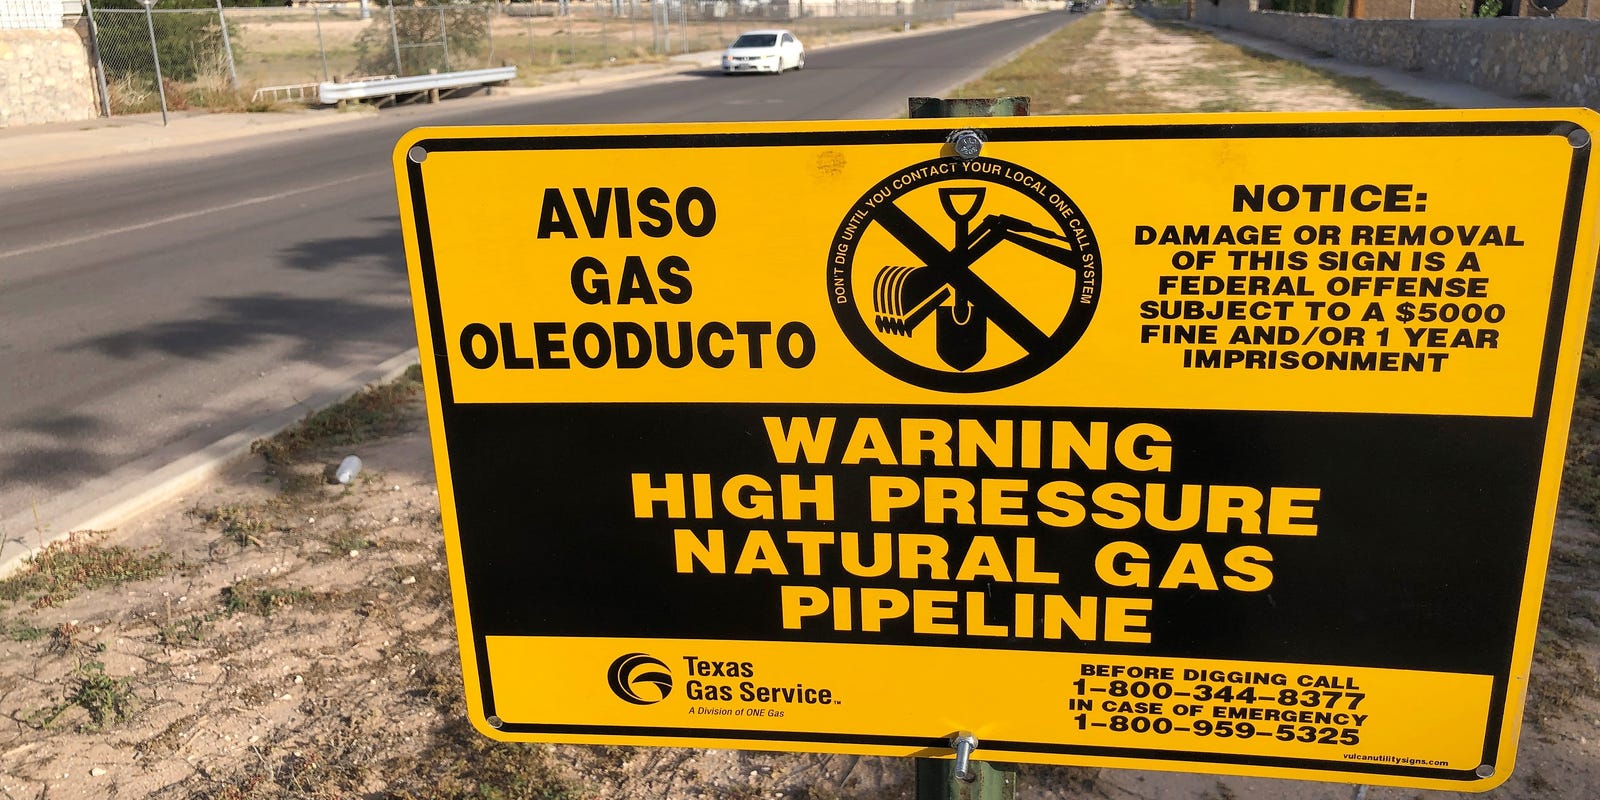 AVISO
GAS
OLEODUCTO
DON'T DIG UNTIL YOU CONTACT YOUR LOCAL ONE CALL SYSTEM
NOTICE:
DAMAGE OR REMOVAL
OF THIS SIGN IS A
FEDERAL OFFENSE
SUBJECT TO A $5000
FINE AND/OR 1 YEAR
IMPRISONMENT
WARNING
HIGH PRESSURE
NATURAL GAS
PIPELINE
Texas
Gas Service™
A Division of ONE Gas
BEFORE DIGGING CALL
1-800-344-8377
IN CASE OF EMERGENCY
1-800-959-5325
vulcanutilitysigns.com